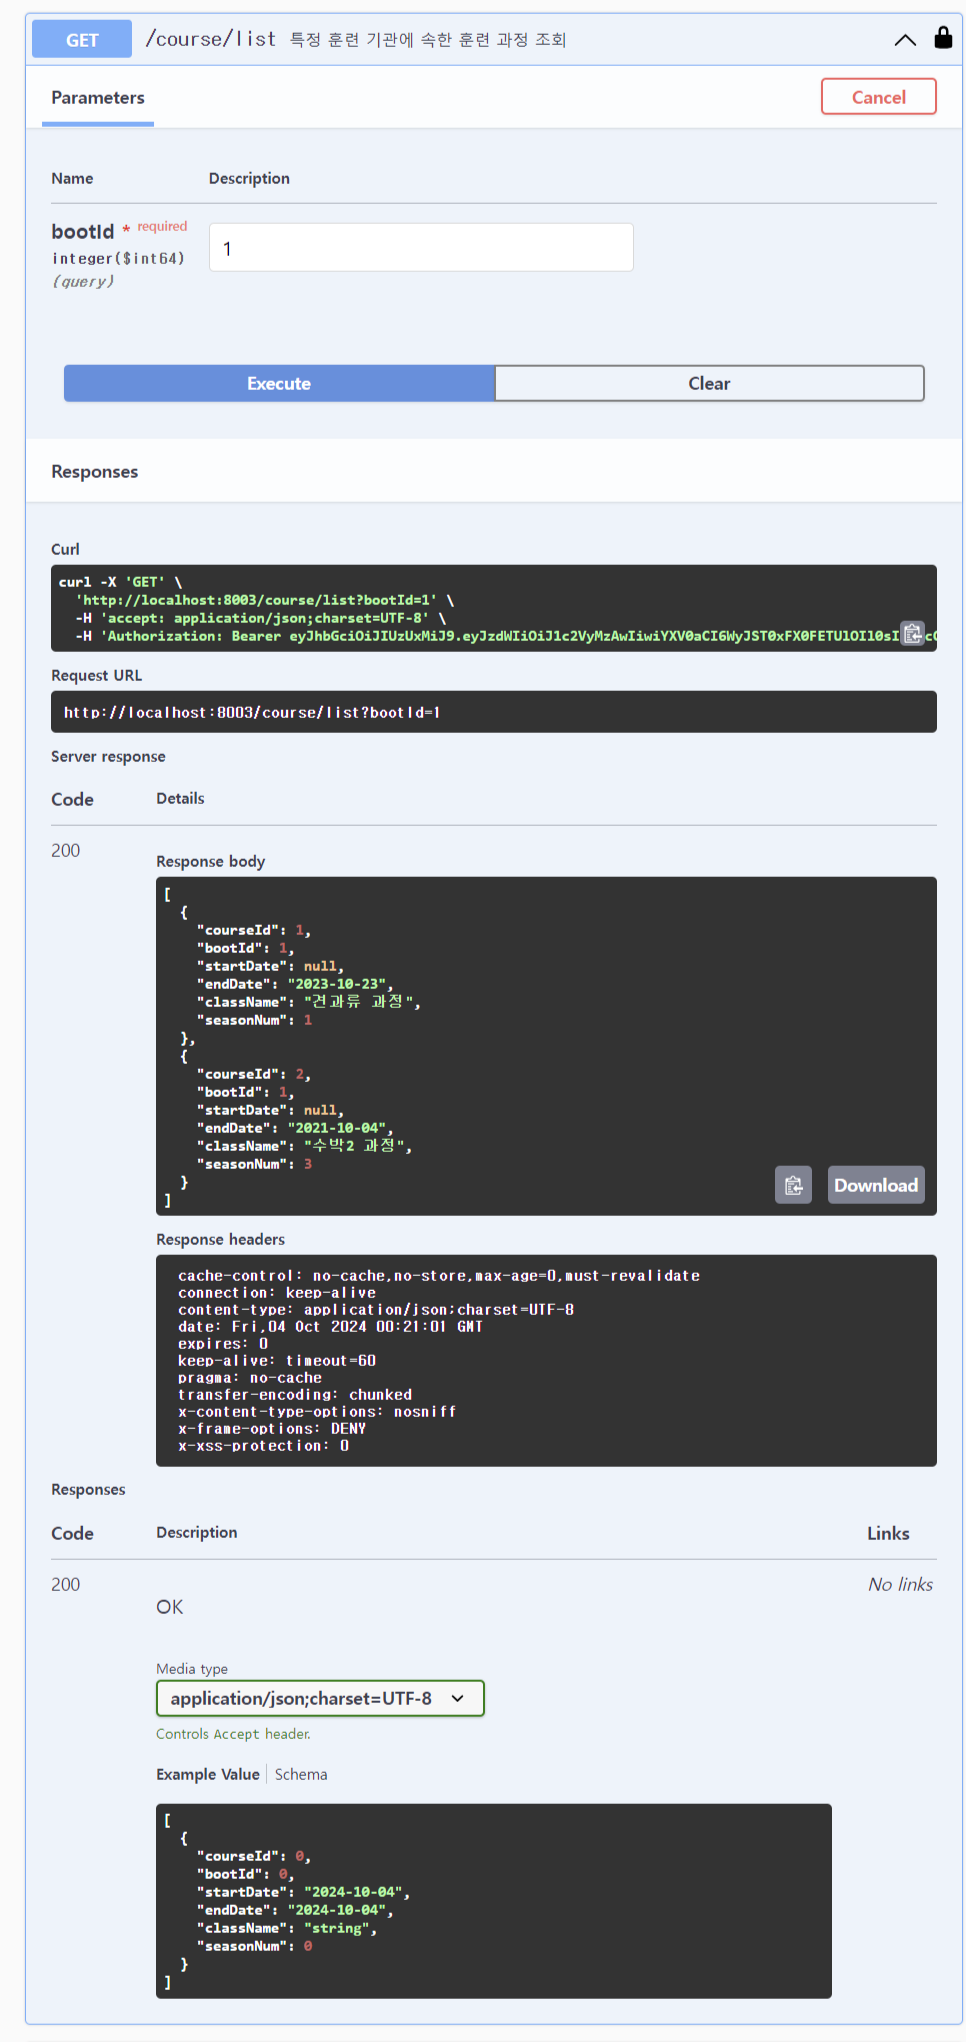 GET /course/list 특정 훈련 기관에 속한 훈련 과정 조회
Parameters
Cancel
Name Description
bootId * required
integer($int64)
(query)
1
Execute Clear
Responses
Curl
curl -X 'GET' \
'http://localhost:8003/course/list?bootId=1' \
-H 'accept: application/json;charset=UTF-8' \
-H 'Authorization: Bearer
Request URL
http://localhost:8003/course/list?bootId=1
Server response
Code Details
200
Response body
[
{
"courseId": 1,
"bootId": 1,
"startDate": null,
"endDate": "2023-10-23",
"className": "견과류 과정",
"seasonNum": 1
},
{
"courseId": 2,
"bootId": 1,
"startDate": null,
"endDate": "2021-10-04",
"className": "수박2 과정",
"seasonNum": 3
}
]
Download
Response headers
cache-control: no-cache,no-store,max-age=0,must-revalidate
connection: keep-alive
content-type: application/json;charset=UTF-8
date: Fri,04 Oct 2024 00:21:01 GMT
expires: 0
keep-alive: timeout=60
pragma: no-cache
transfer-encoding: chunked
x-content-type-options: nosniff
x-frame-options: DENY
x-xss-protection: 0
Responses
Code Description Links
200
OK
No links
Media type
application/json;charset=UTF-8
Controls Accept header.
Example Value Schema
[
{
"courseId": 0,
"bootId": 0,
"startDate": "2024-10-04",
"endDate": "2024-10-04",
"className": "string",
"seasonNum": 0
}
]